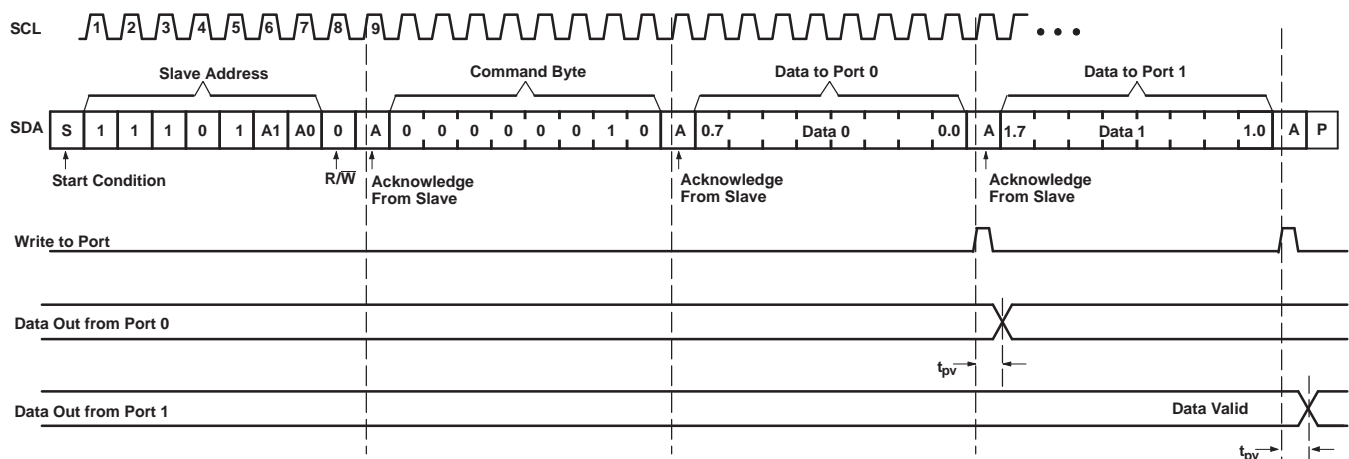 SCL 1 2 3 4 5 6 7 8 9
Slave Address Command Byte Data to Port 0 Data to Port 1
SDA S 1 1 1 0 1 A1 A0 0 A 0 0 0 0 0 0 1 0 A 0.7 Data 0 0.0 A 1.7 Data 1 1.0 A P
Start Condition R/W̅ Acknowledge From Slave Acknowledge From Slave Acknowledge From Slave
Write to Port
Data Out from Port 0
tpv
Data Out from Port 1 Data Valid
tpv